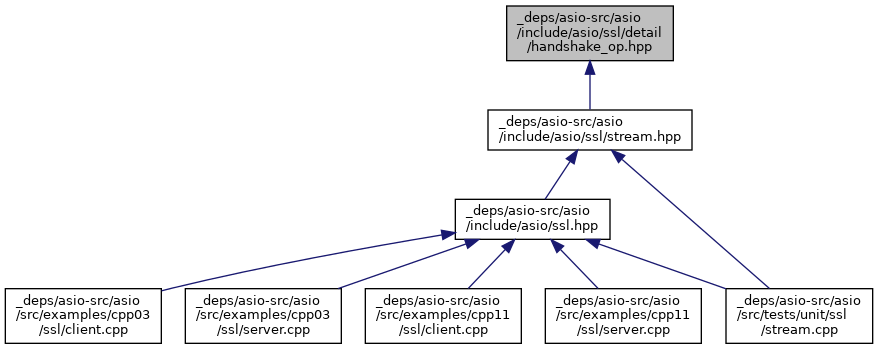 _deps/asio-src/asio
/include/asio/ssl/detail
/handshake_op.hpp
_deps/asio-src/asio
/include/asio/ssl/stream.hpp
_deps/asio-src/asio
/include/asio/ssl.hpp
_deps/asio-src/asio
/src/examples/cpp03
/ssl/client.cpp
_deps/asio-src/asio
/src/examples/cpp03
/ssl/server.cpp
_deps/asio-src/asio
/src/examples/cpp11
/ssl/client.cpp
_deps/asio-src/asio
/src/examples/cpp11
/ssl/server.cpp
_deps/asio-src/asio
/src/tests/unit/ssl
/stream.cpp